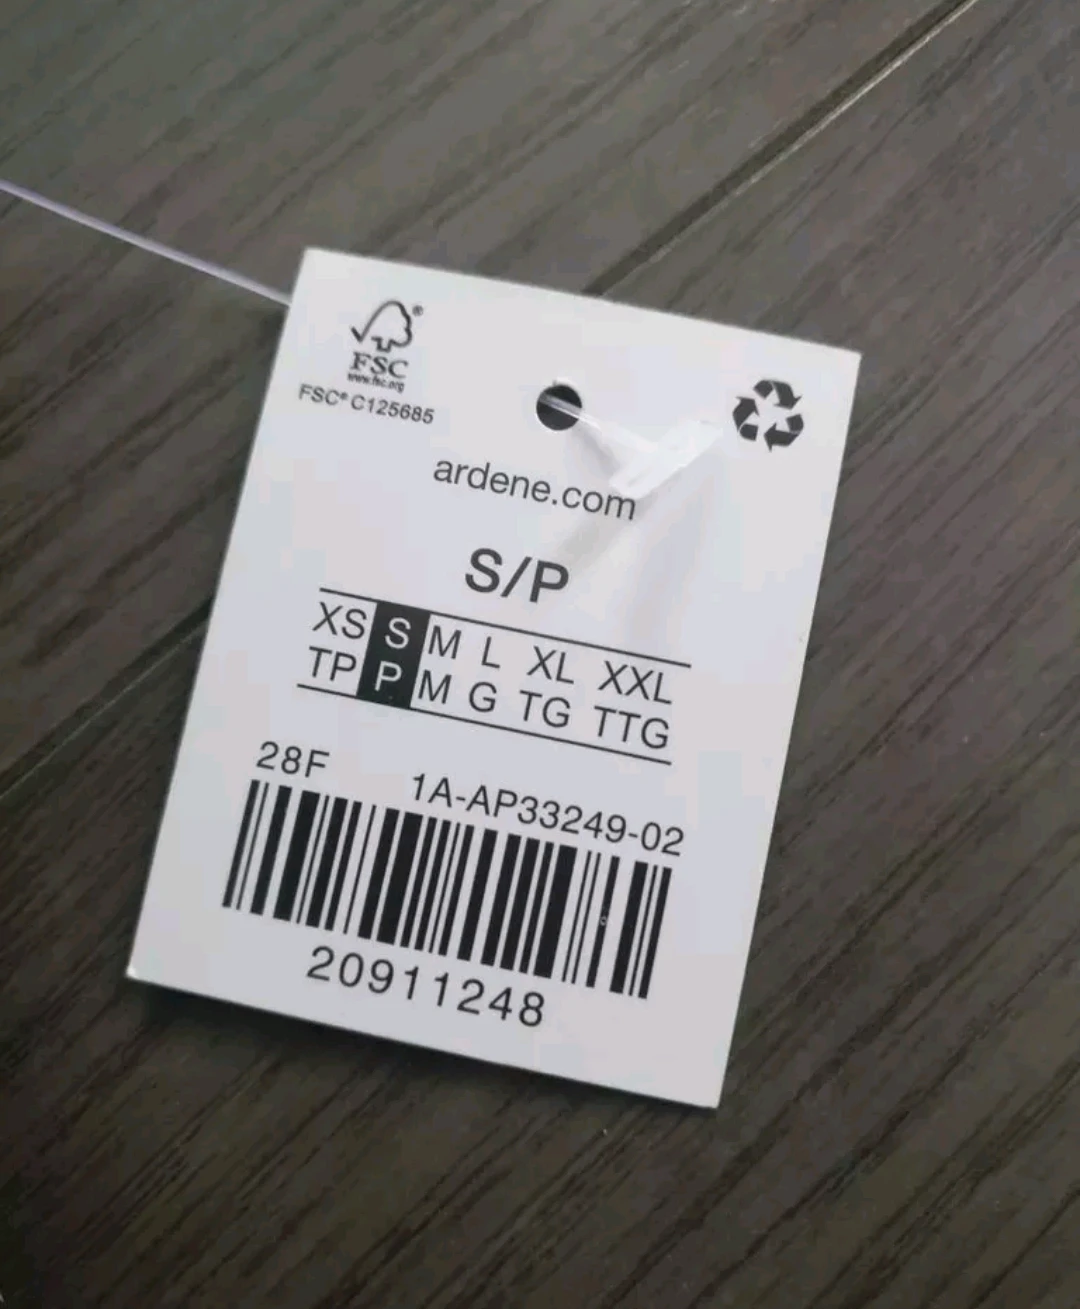 FSC®
www.fsc.org
FSC® C125685
ardene.com
S/P
XS S M L XL XXL
TP P M G TG TTG
28F 1A-AP33249-02
20911248